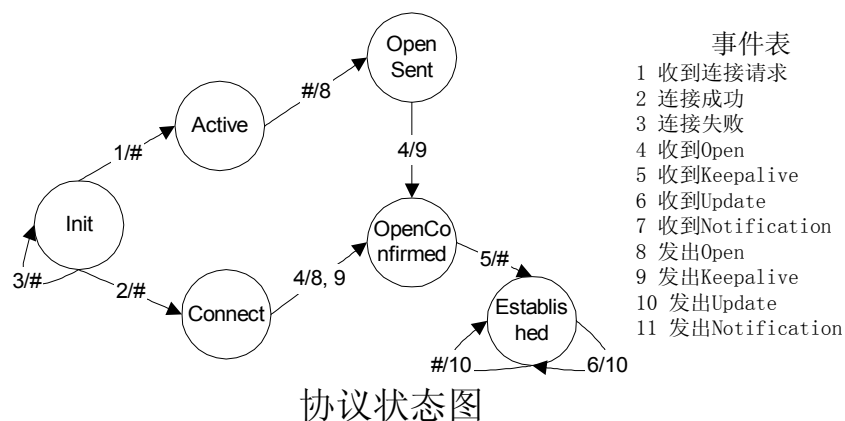 Open
Sent
#/8
Active
1/#
4/9
Init
3/#
2/#
Connect
4/8, 9
OpenCo
nfirmed
5/#
Establis
hed
#/10
6/10
协议状态图
事件表
1 收到连接请求
2 连接成功
3 连接失败
4 收到Open
5 收到Keepalive
6 收到Update
7 收到Notification
8 发出Open
9 发出Keepalive
10 发出Update
11 发出Notification